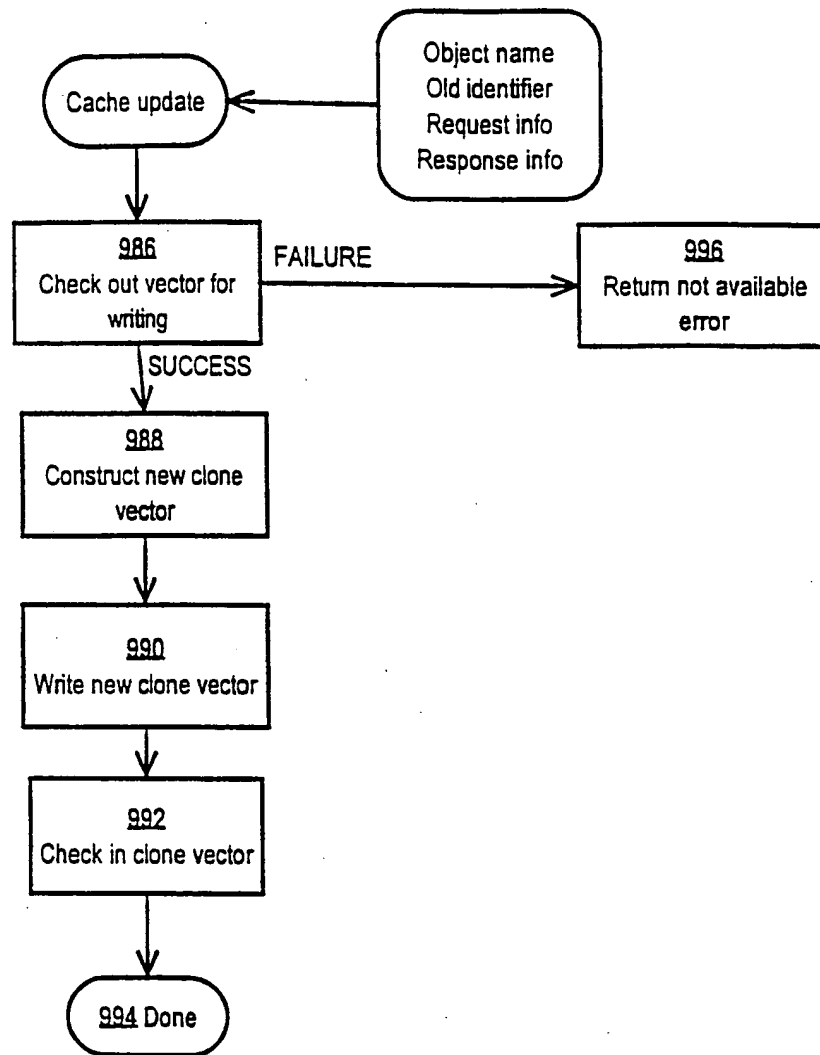 Object name
Old identifier
Request info
Response info
Cache update
986
Check out vector for
writing
FAILURE
996
Return not available
error
SUCCESS
988
Construct new clone
vector
990
Write new clone vector
992
Check in clone vector
994 Done